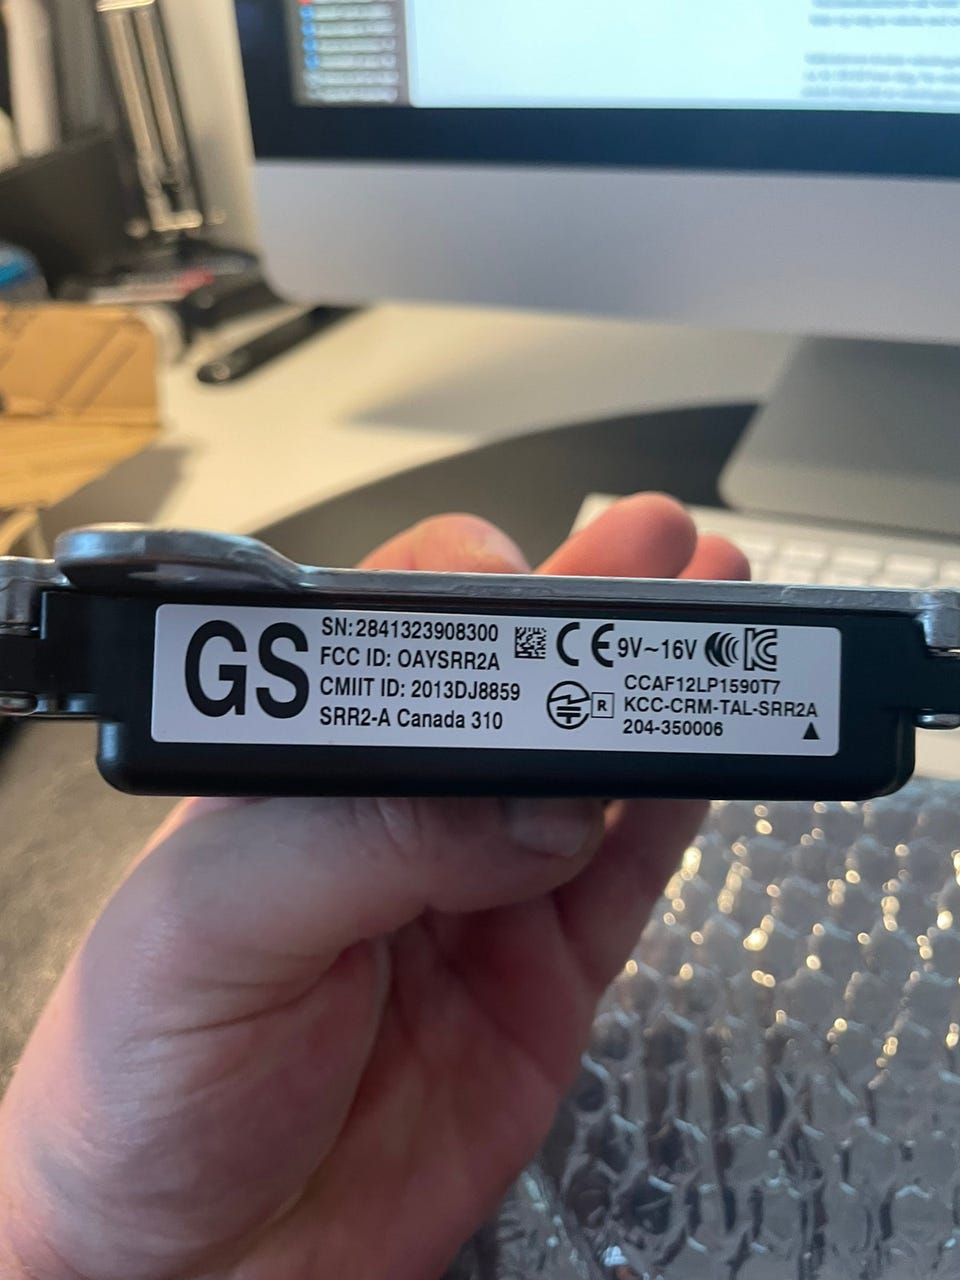 GS
SN: 2841323908300
FCC ID: OAYSRR2A
CMIIT ID: 2013DJ8859
SRR2-A Canada 310
CE 9V~16V
R
CCAF12LP1590T7
KCC-CRM-TAL-SRR2A
204-350006